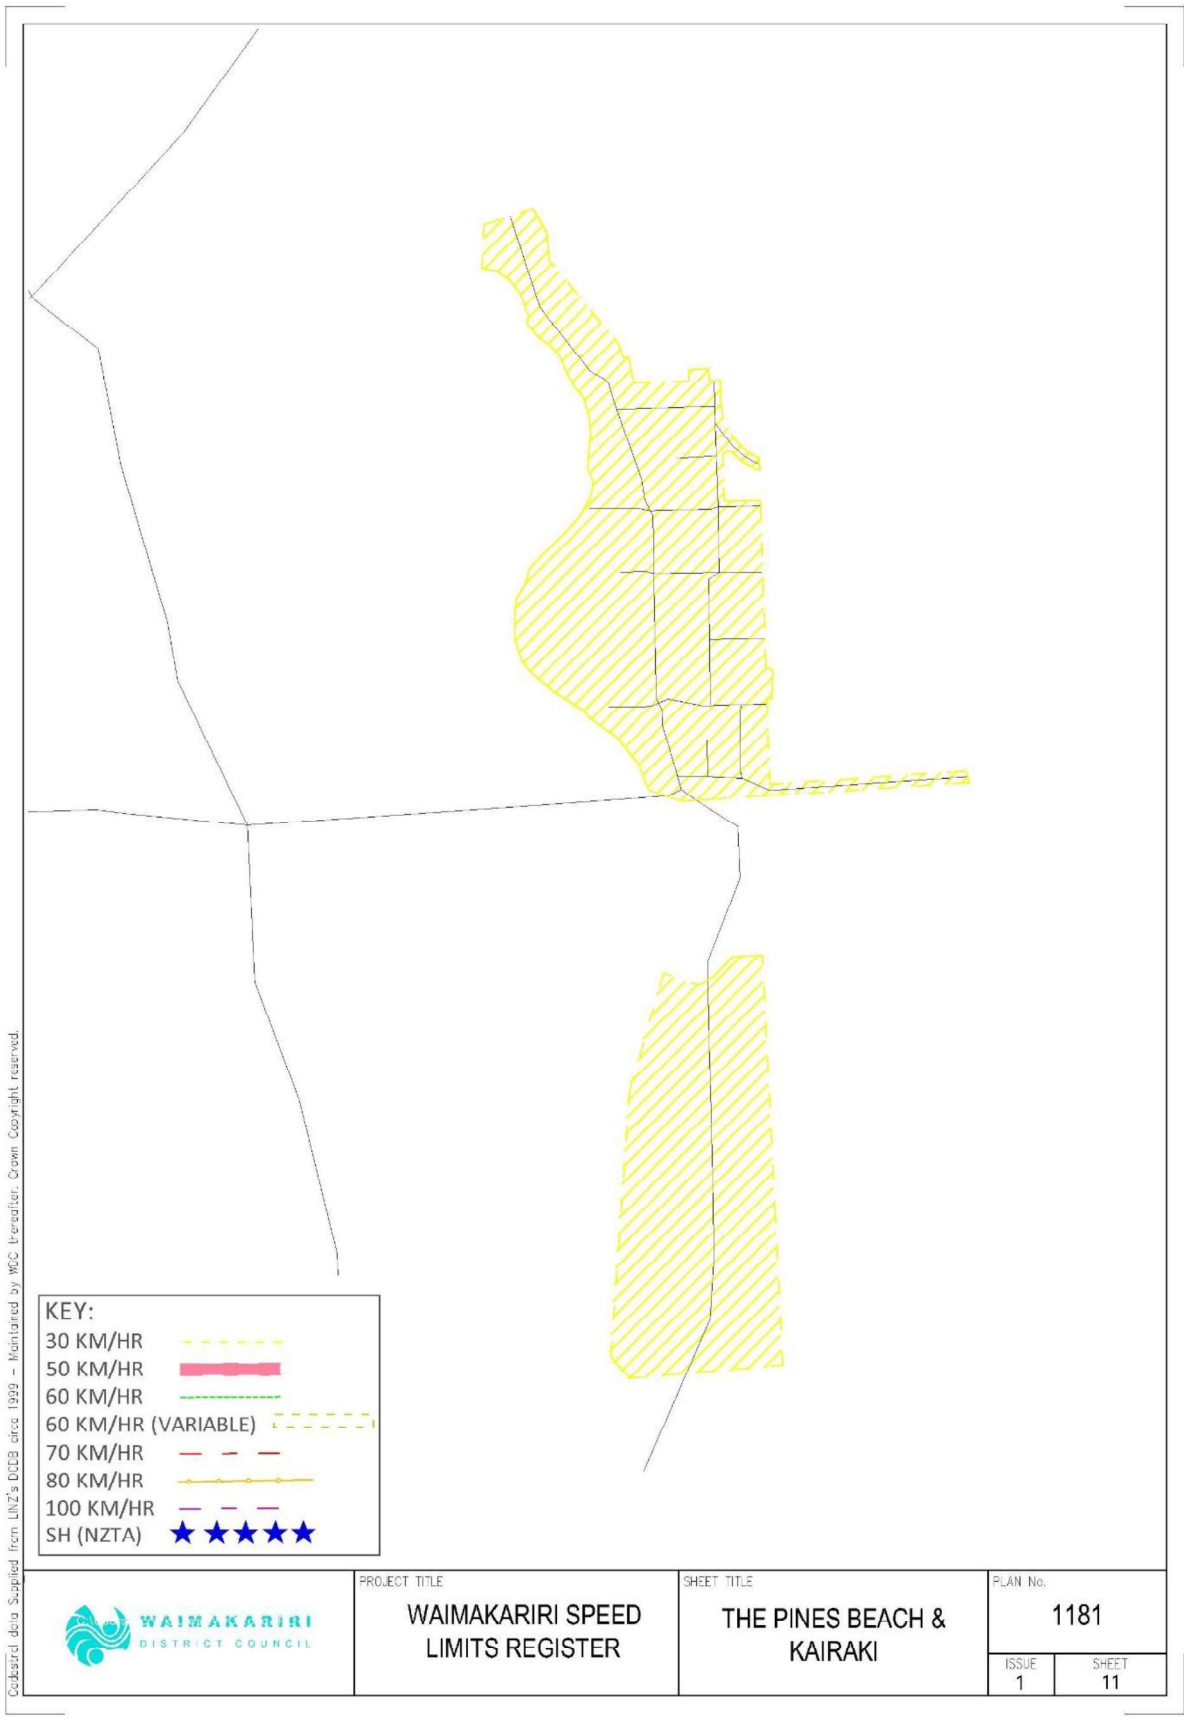 KEY:
30 KM/HR
50 KM/HR
60 KM/HR
60 KM/HR (VARIABLE)
70 KM/HR
80 KM/HR
100 KM/HR
SH (NZTA)
Cadastral data Supplied from LINZ's DCDB circa 1999 - Maintained by WDC thereafter. Crown Copyright reserved.
WAIMAKARIRI
DISTRICT COUNCIL
PROJECT TITLE
WAIMAKARIRI SPEED
LIMITS REGISTER
SHEET TITLE
THE PINES BEACH &
KAIRAKI
PLAN No.
1181
ISSUE
1
SHEET
11